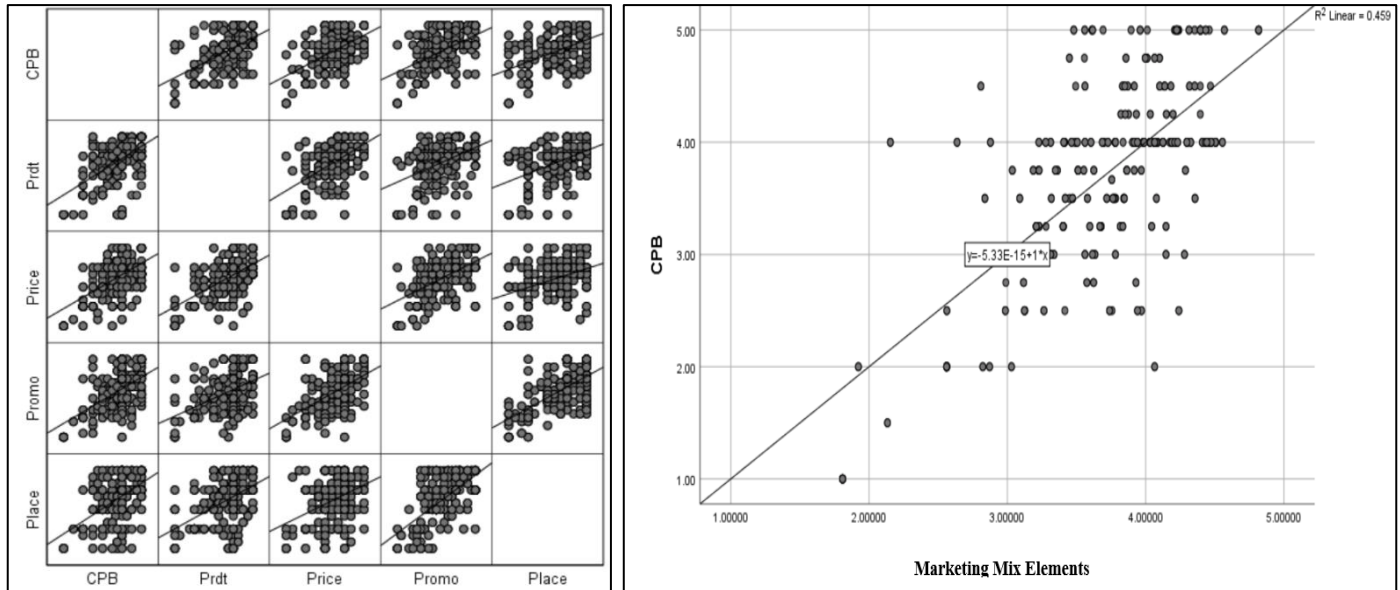 CPB
Prdt
Price
Promo
Place
CPB
Prdt
Price
Promo
Place
R² Linear = 0.459
5.00
4.00
3.00
2.00
1.00
CPB
y=-5.33E-15+1*x
1.00000
2.00000
3.00000
4.00000
5.00000
Marketing Mix Elements